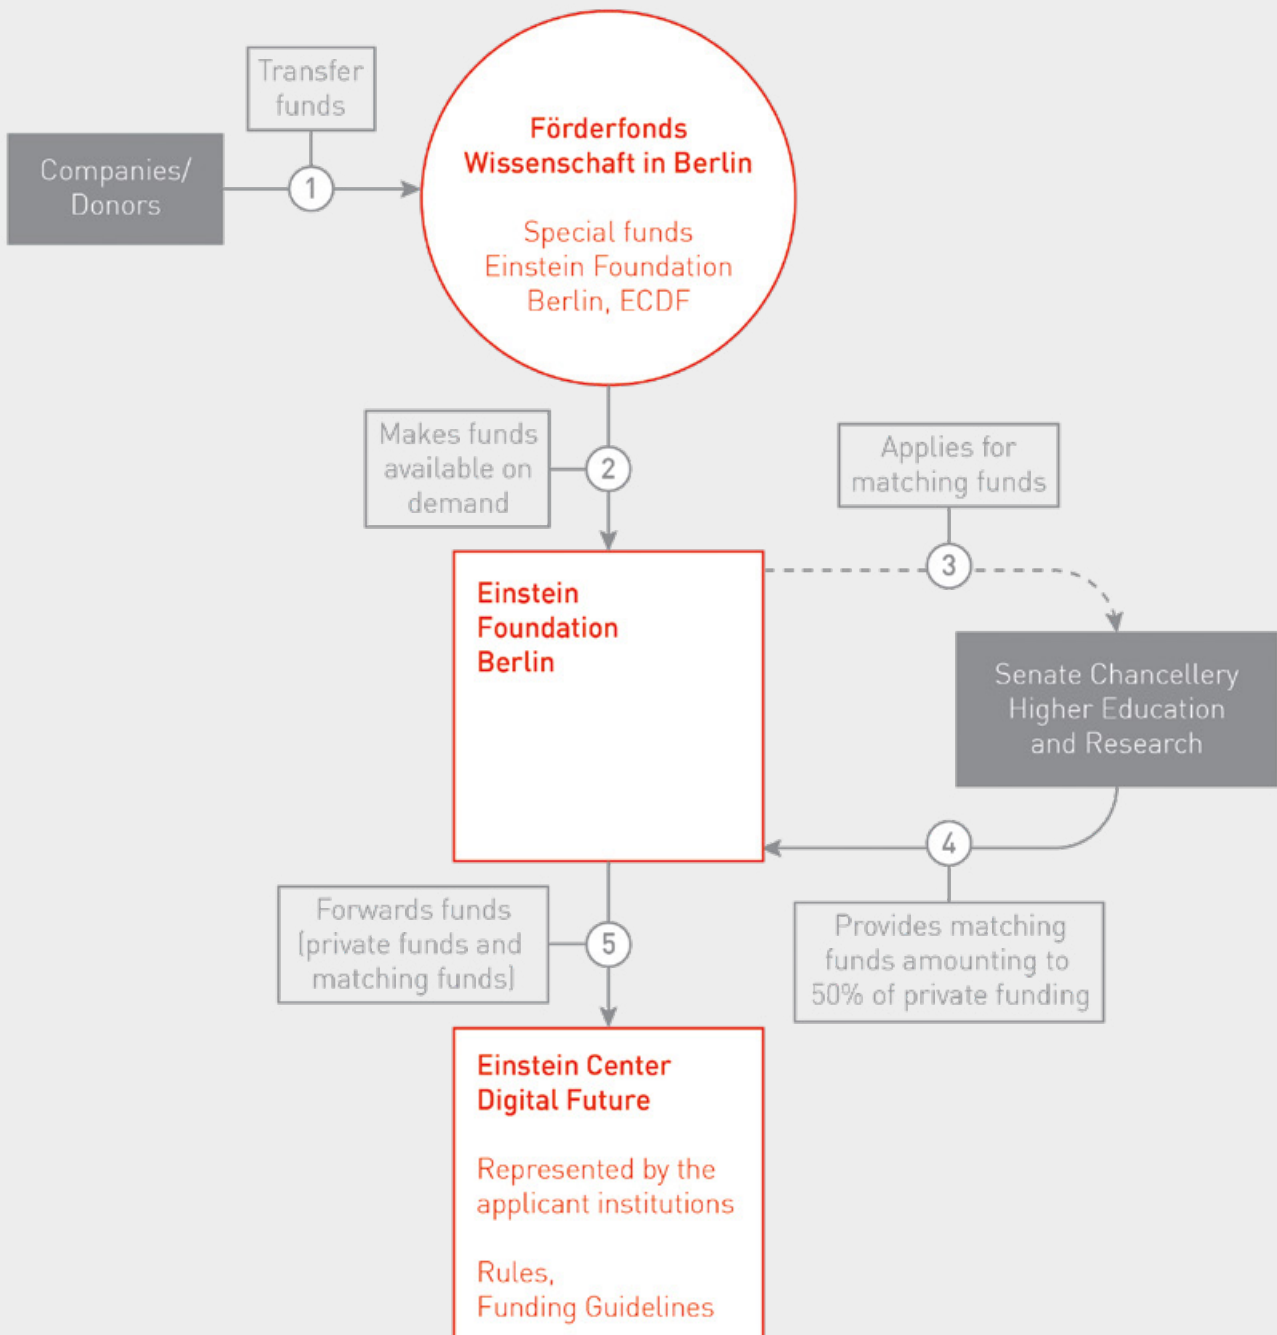 Transfer
funds
Companies/
Donors
1
Förderfonds
Wissenschaft in Berlin
Special funds
Einstein Foundation
Berlin, ECDF
Makes funds
available on
demand
2
Applies for
matching funds
3
Einstein
Foundation
Berlin
Senate Chancellery
Higher Education
and Research
4
Provides matching
funds amounting to
50% of private funding
Forwards funds
(private funds and
matching funds)
5
Einstein Center
Digital Future
Represented by the
applicant institutions
Rules,
Funding Guidelines